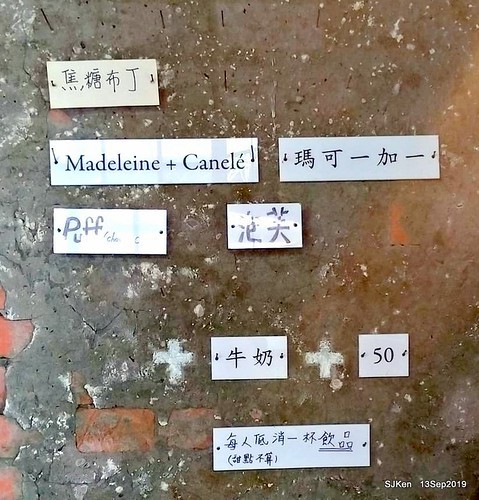 焦糖布丁
Madeleine + Canelé 瑪可一加一
Puff 泡芙
+ 牛奶 + 50
每人低消一杯飲品
(甜點不算)
SJKen 13Sep2019